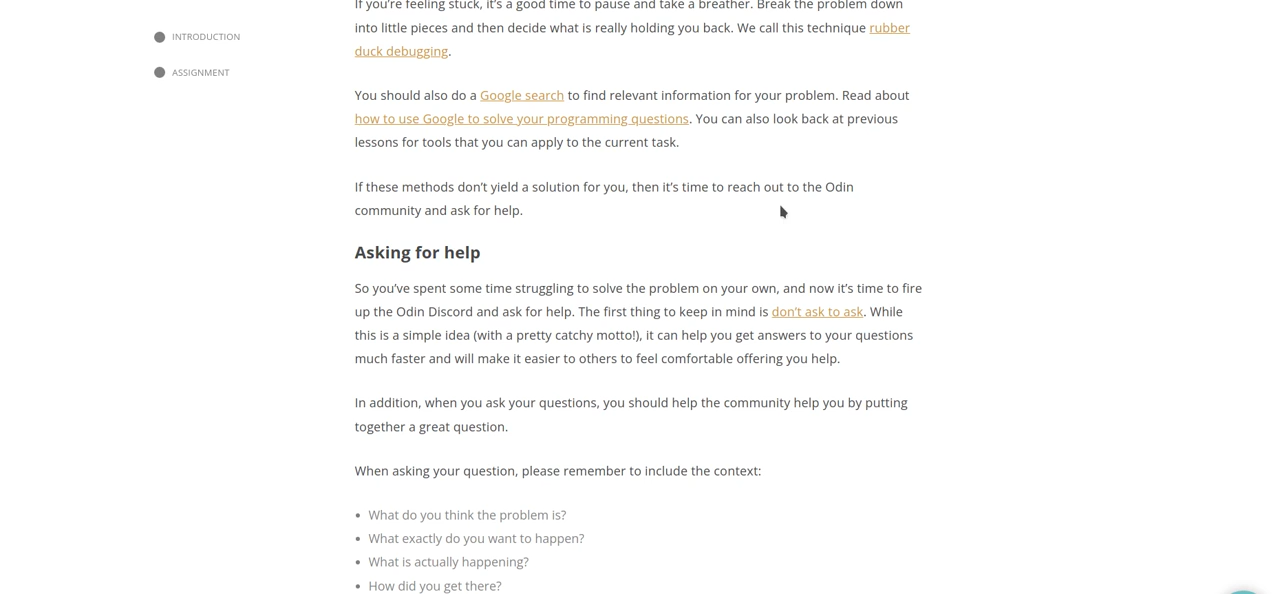 If you’re feeling stuck, it’s a good time to pause and take a breather. Break the problem down
into little pieces and then decide what is really holding you back. We call this technique rubber
duck debugging.
INTRODUCTION
ASSIGNMENT
You should also do a Google search to find relevant information for your problem. Read about
how to use Google to solve your programming questions. You can also look back at previous
lessons for tools that you can apply to the current task.
If these methods don’t yield a solution for you, then it’s time to reach out to the Odin
community and ask for help.
Asking for help
So you’ve spent some time struggling to solve the problem on your own, and now it’s time to fire
up the Odin Discord and ask for help. The first thing to keep in mind is don’t ask to ask. While
this is a simple idea (with a pretty catchy motto!), it can help you get answers to your questions
much faster and will make it easier to others to feel comfortable offering you help.
In addition, when you ask your questions, you should help the community help you by putting
together a great question.
When asking your question, please remember to include the context:
• What do you think the problem is?
• What exactly do you want to happen?
• What is actually happening?
• How did you get there?